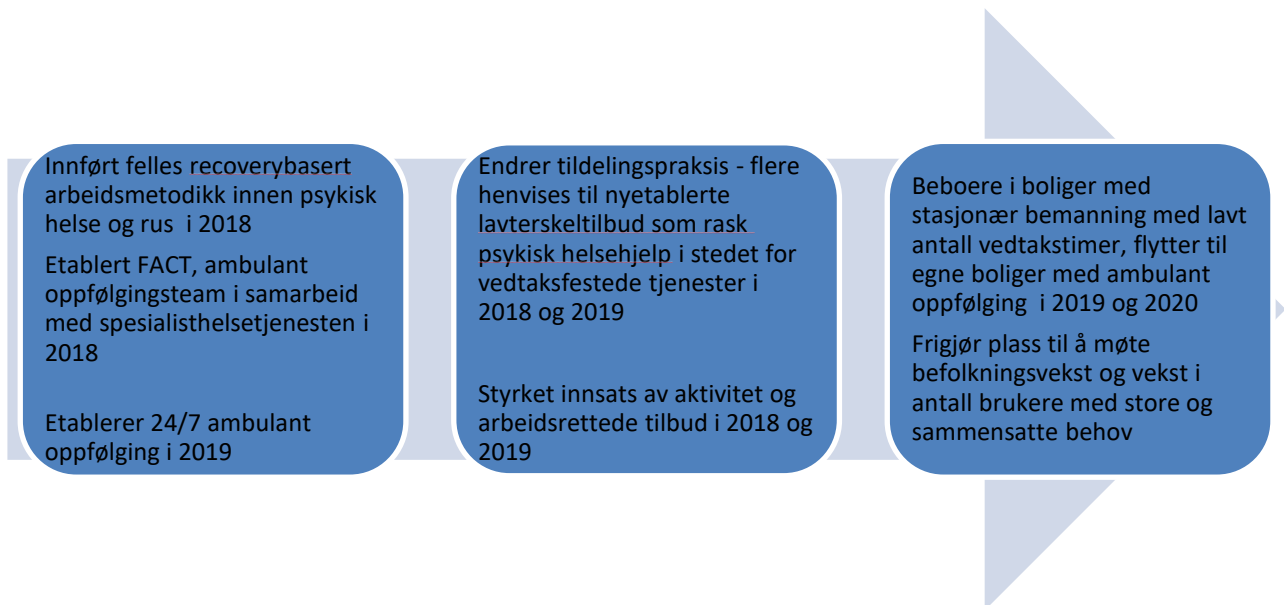 Innført felles recoverybasert
arbeidsmetodikk innen psykisk
helse og rus i 2018
Etablert FACT, ambulant
oppfølgingsteam i samarbeid
med spesialisthelsetjenesten i
2018
Etablerer 24/7 ambulant
oppfølging i 2019
Endrer tildelingspraksis - flere
henvises til nyetablerte
lavterskeltilbud som rask
psykisk helsehjelp i stedet for
vedtaksfestede tjenester i
2018 og 2019
Styrket innsats av aktivitet og
arbeidsrettede tilbud i 2018 og
2019
Beboere i boliger med
stasjonær bemanning med lavt
antall vedtakstimer, flytter til
egne boliger med ambulant
oppfølging i 2019 og 2020
Frigjør plass til å møte
befolkningsvekst og vekst i
antall brukere med store og
sammensatte behov